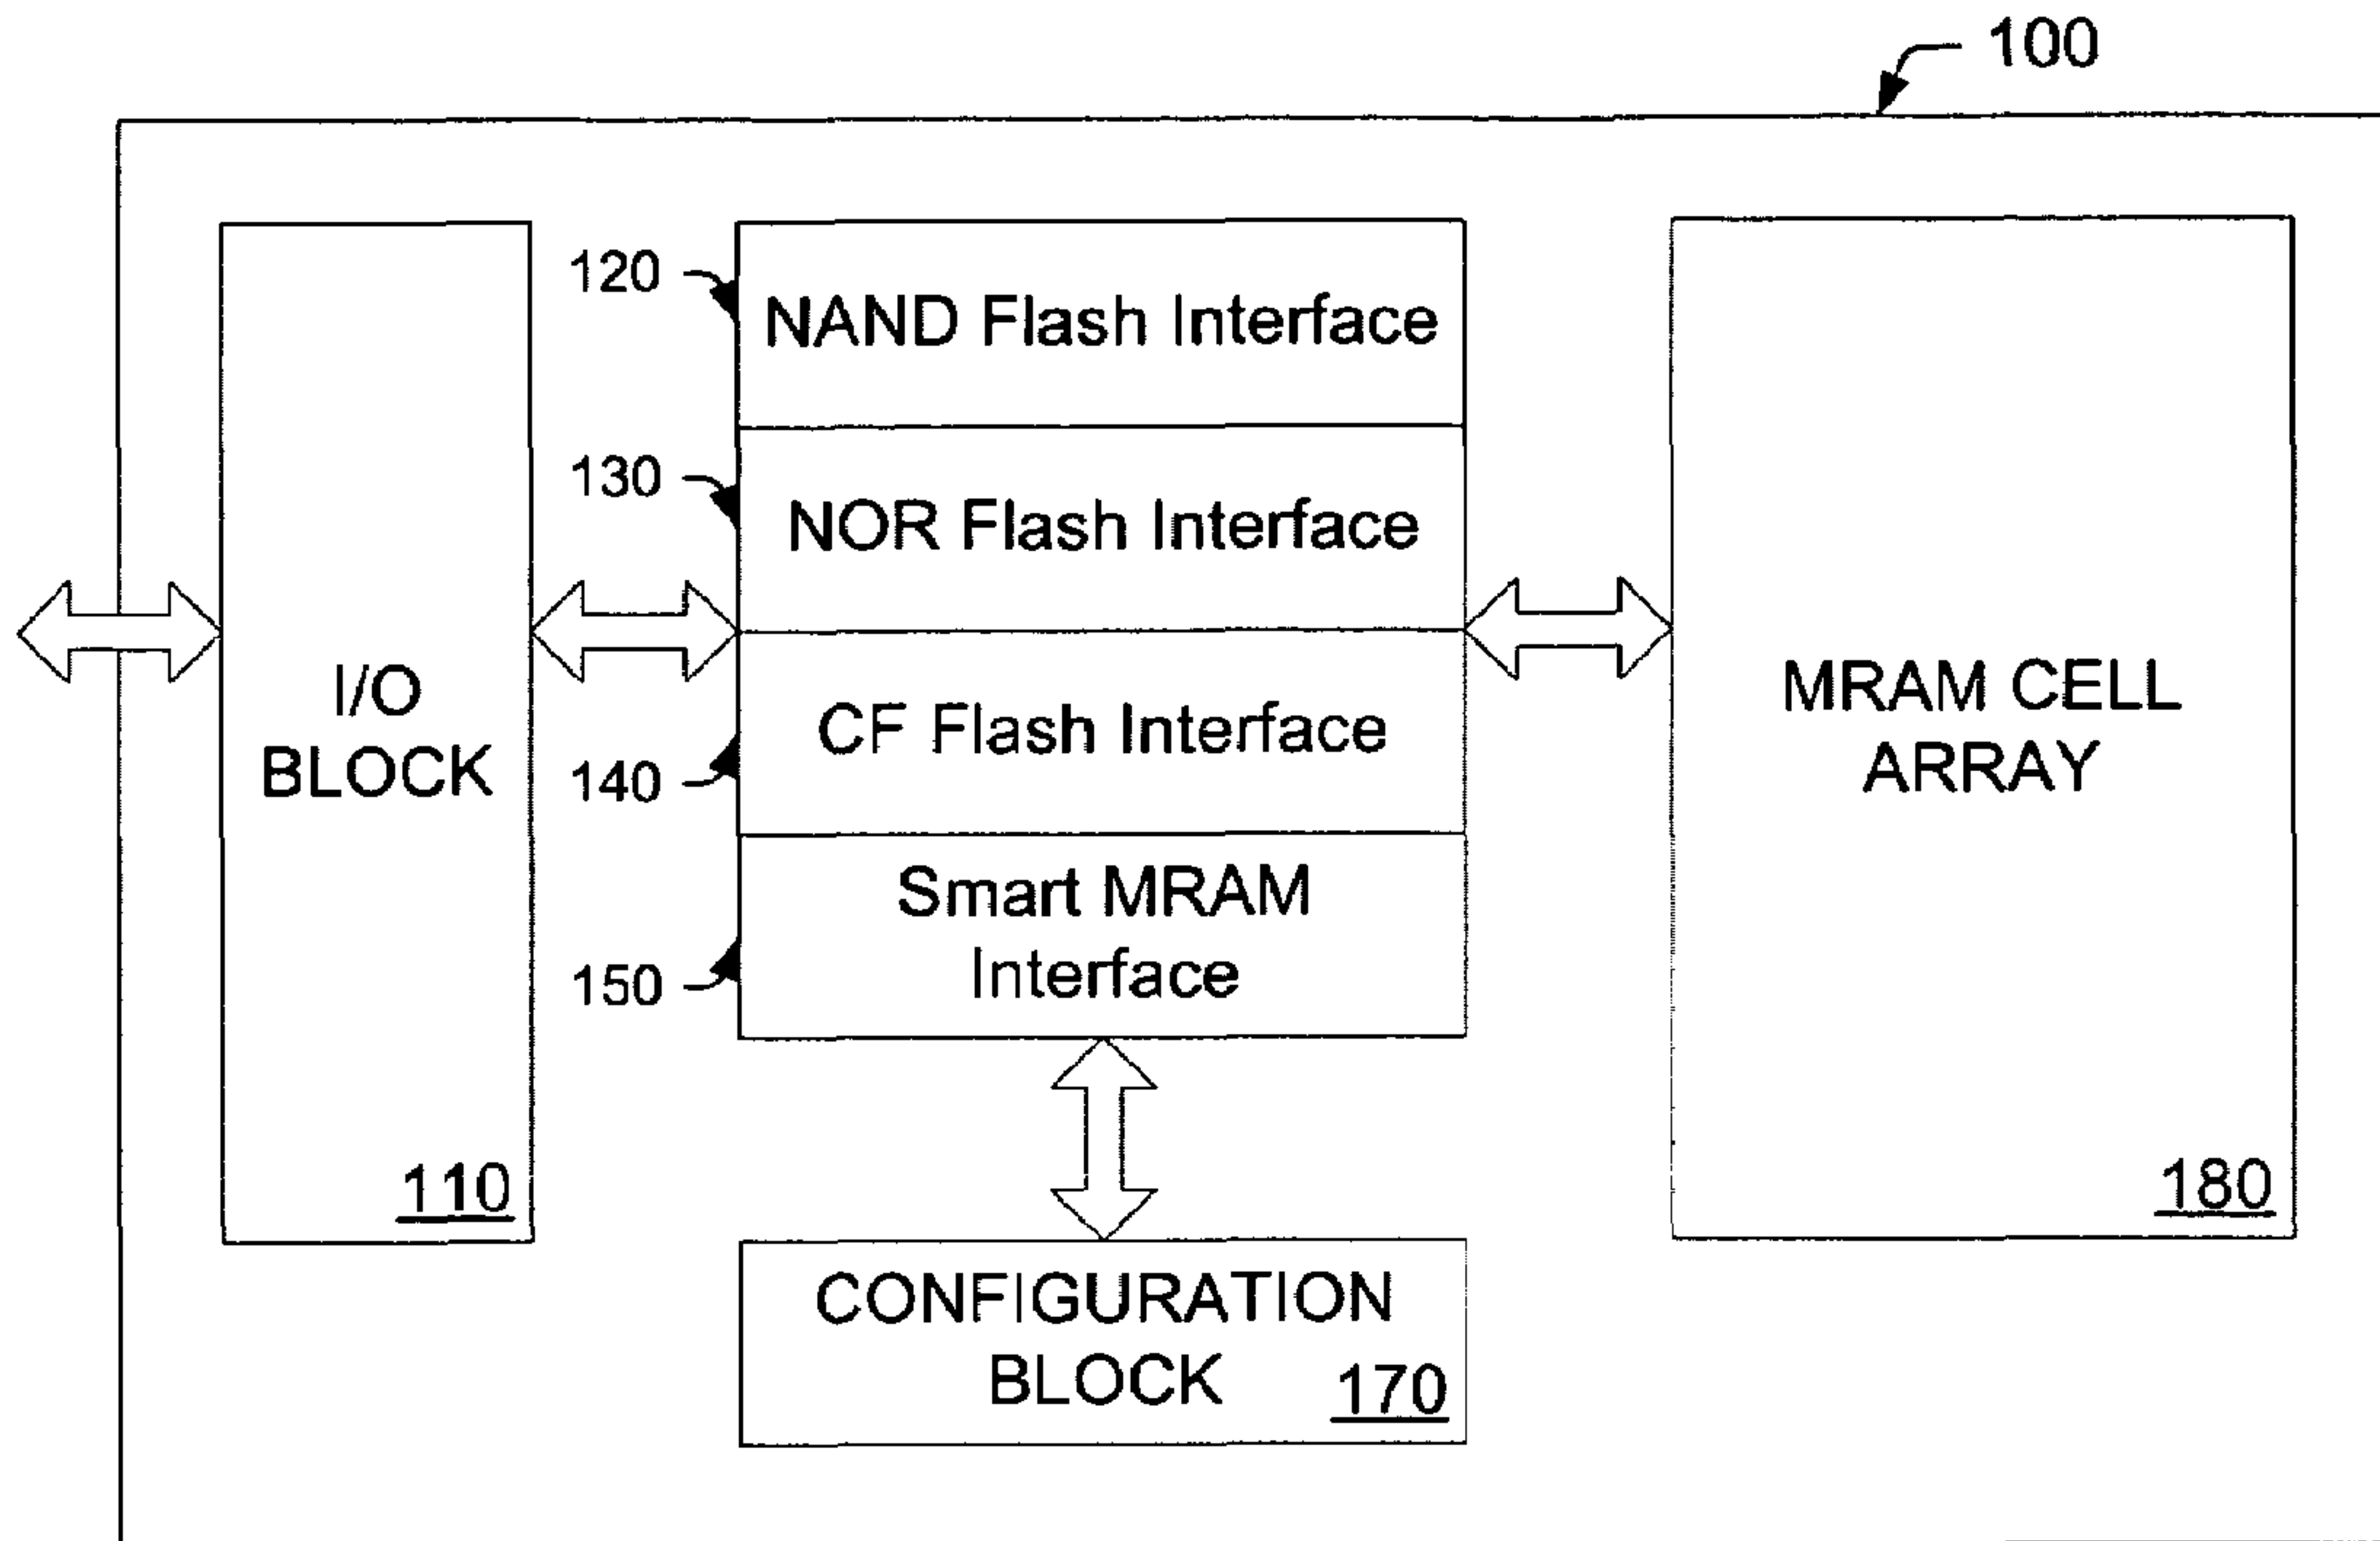 100
120
NAND Flash Interface
130
NOR Flash Interface
I/O
BLOCK
110
140
CF Flash Interface
150
Smart MRAM
Interface
MRAM CELL
ARRAY
180
CONFIGURATION
BLOCK
170